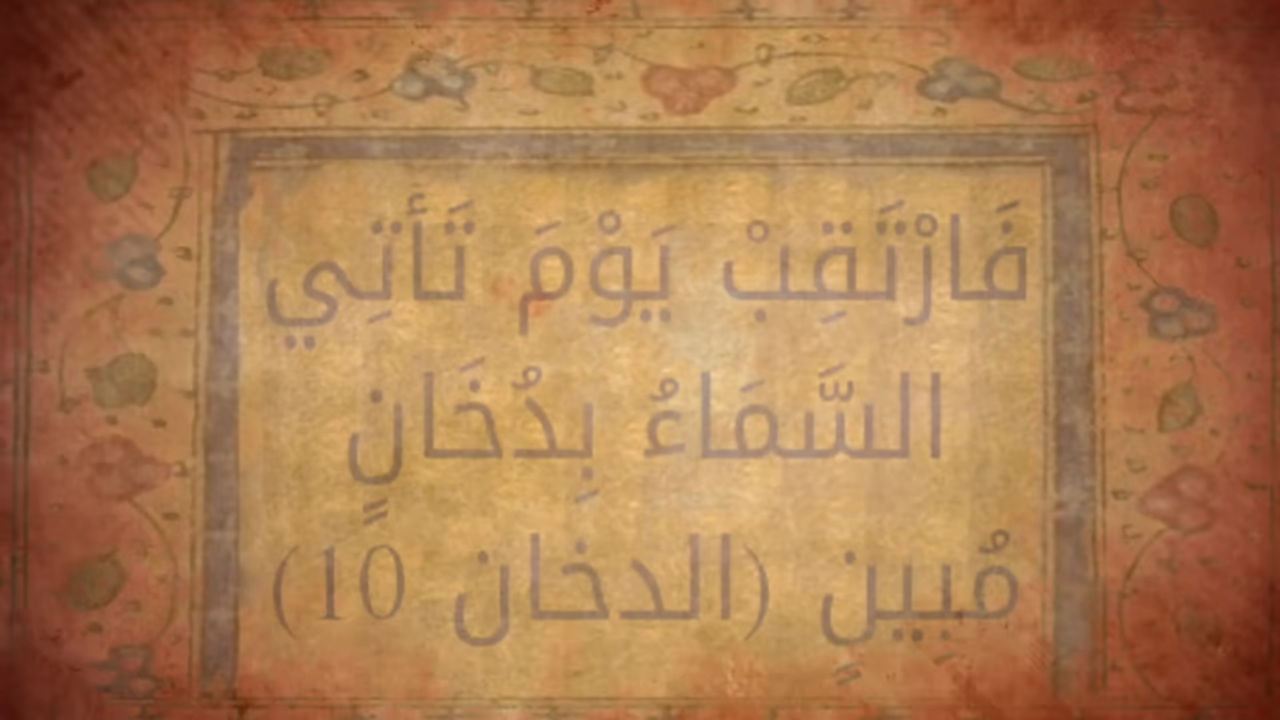 فَارْتَقِبْ يَوْمَ تَأَتِي
السَّمَاءُ بِدُخَانٍ
مُبِينٍ (الدخان 10)